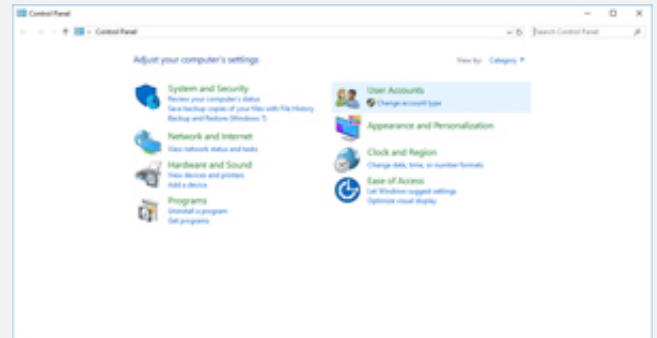 Control Panel
Control Panel
Search Control Panel
Adjust your computer's settings
View by: Category
System and Security
Review your computer's status
Save backup copies of your files with File History
Backup and Restore (Windows 7)
Network and Internet
View network status and tasks
Hardware and Sound
View devices and printers
Add a device
Programs
Uninstall a program
Get programs
User Accounts
Change account type
Appearance and Personalization
Clock and Region
Change date, time, or number formats
Ease of Access
Let Windows suggest settings
Optimize visual display